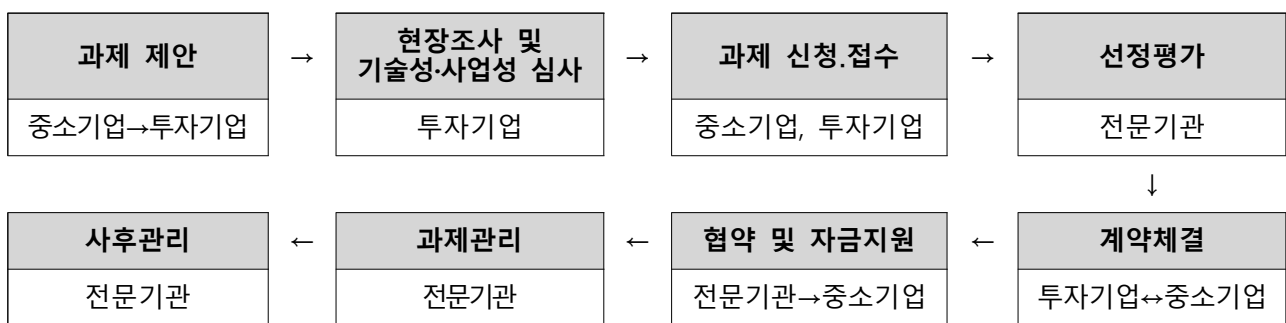 과제 제안
중소기업→투자기업
→
현장조사 및
기술성·사업성 심사
투자기업
→
과제 신청.접수
중소기업, 투자기업
→
선정평가
전문기관
↓
계약체결
투자기업↔중소기업
←
협약 및 자금지원
전문기관→중소기업
←
과제관리
전문기관
←
사후관리
전문기관